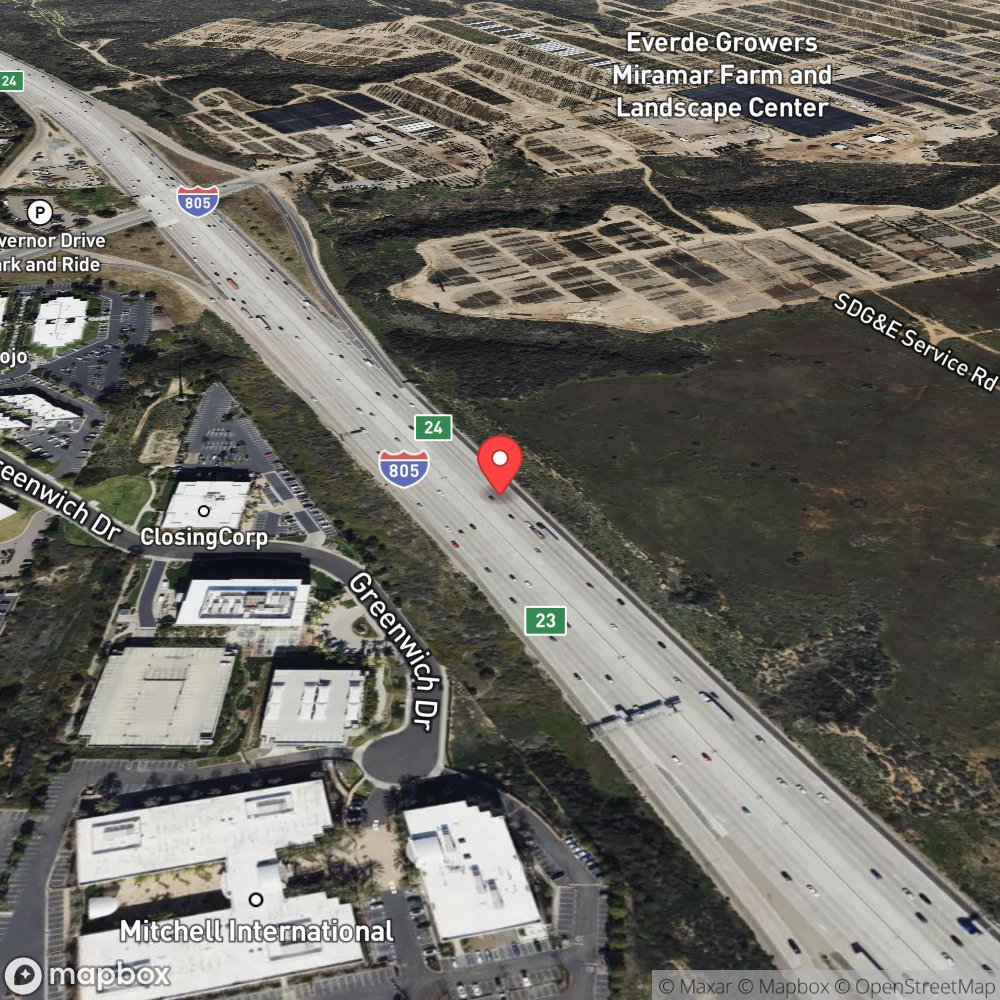 Everde Growers
Miramar Farm and
Landscape Center
24
805
P
vernor Drive
ark and Ride
SDG&E Service Rd
ojo
24
805
reenwich Dr
ClosingCorp
Greenwich Dr
23
Mitchell International
mapbox
© Maxar © Mapbox © OpenStreetMap